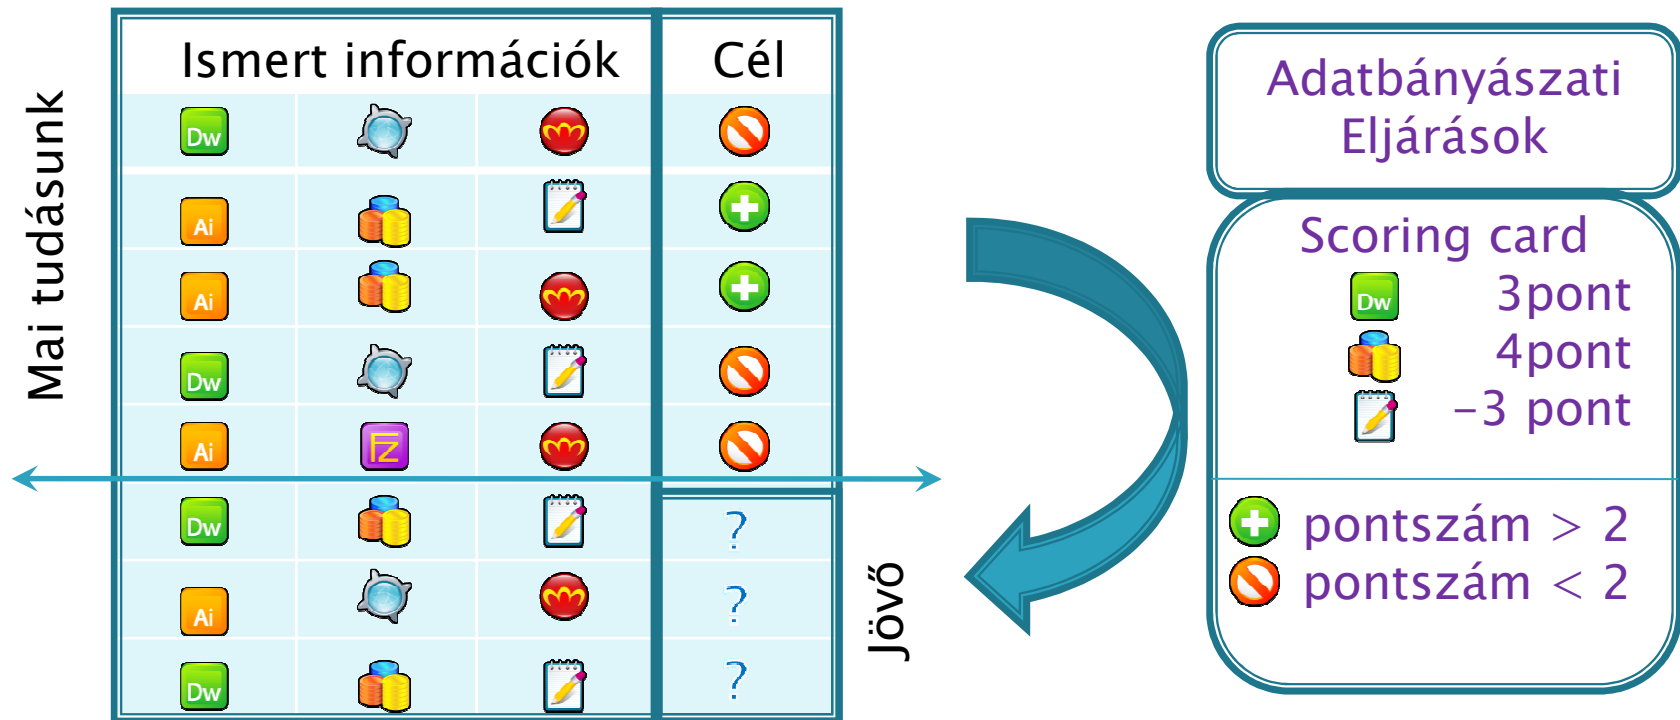 Mai tudásunk
Ismert információk Cél
Dw
Ai
Ai
Dw
Ai FZ
Dw ?
Ai ?
Dw ?
Jövő
Adatbányászati
Eljárások
Scoring card
Dw 3pont
4pont
-3 pont
pontszám > 2
pontszám < 2